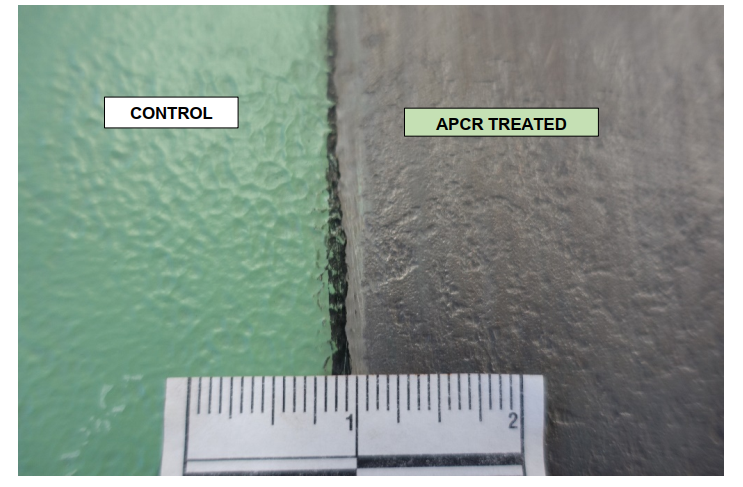 CONTROL
APCR TREATED
1 2